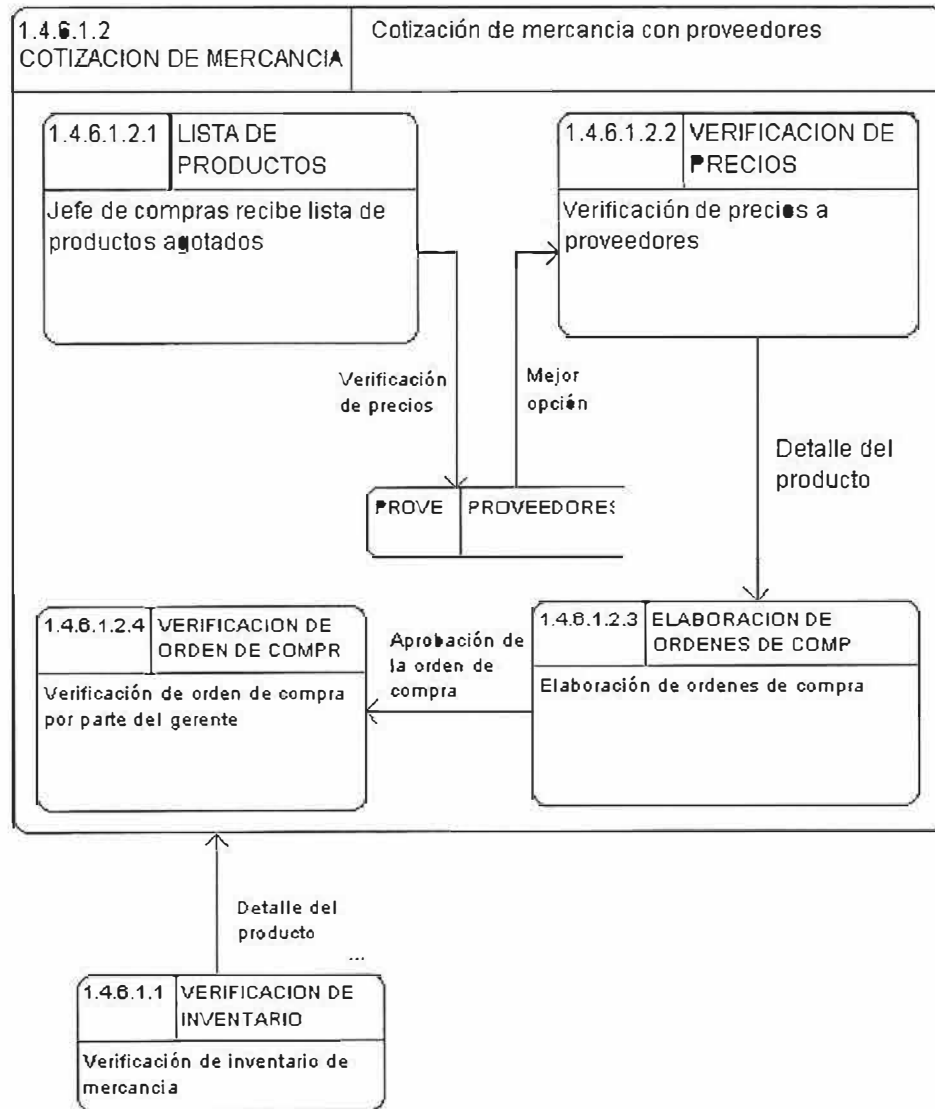 1.4.6.1.2
COTIZACION DE MERCANCIA
Cotización de mercancia con proveedores
1.4.6.1.2.1
LISTA DE
PRODUCTOS
Jefe de compras recibe lista de
productos agotados
1.4.6.1.2.2
VERIFICACION DE
PRECIOS
Verificación de precios a
proveedores
Verificación
de precios
Mejor
opción
Detalle del
producto
PROVE
PROVEEDORES
1.4.6.1.2.4
VERIFICACION DE
ORDEN DE COMPR
Verificación de orden de compra
por parte del gerente
Aprobación de
la orden de
compra
1.4.6.1.2.3
ELABORACION DE
ORDENES DE COMP
Elaboración de ordenes de compra
Detalle del
producto
...
1.4.6.1.1
VERIFICACION DE
INVENTARIO
Verificación de inventario de
mercancia